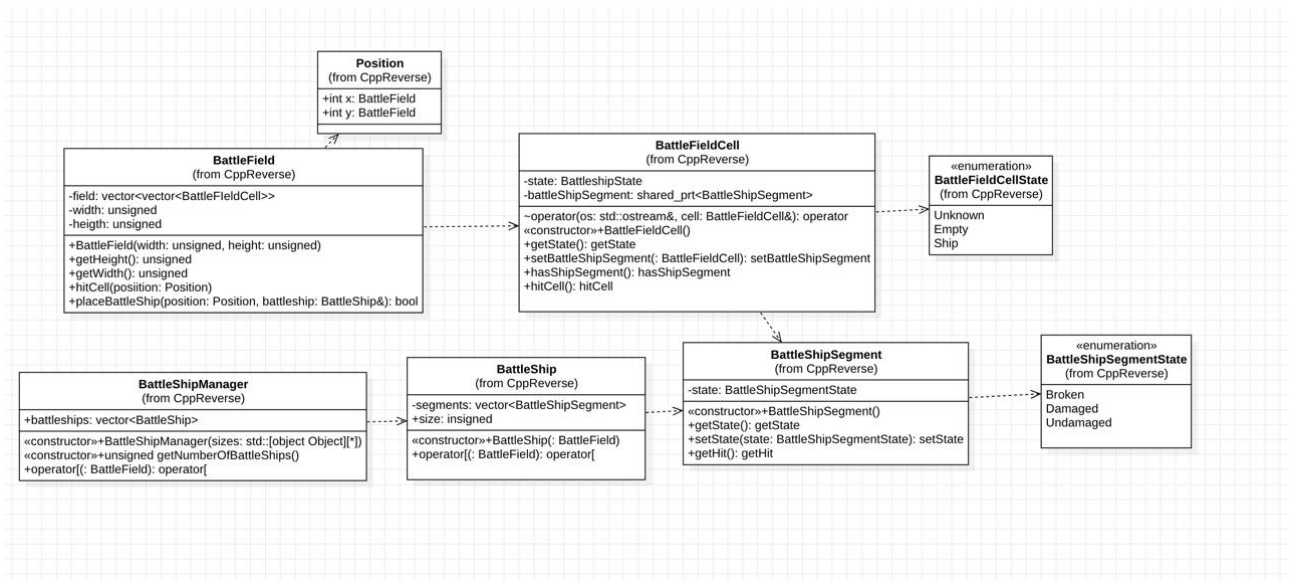 Position
(from CppReverse)
+int x: BattleField
+int y: BattleField
BattleField
(from CppReverse)
-field: vector<vector<BattleFIeldCell>>
-width: unsigned
-heigth: unsigned
+BattleField(width: unsigned, height: unsigned)
+getHeight(): unsigned
+getWidth(): unsigned
+hitCell(posiition: Position)
+placeBattleShip(position: Position, battleship: BattleShip&): bool
BattleFieldCell
(from CppReverse)
-state: BattleshipState
-battleShipSegment: shared_prt<BattleShipSegment>
~operator(os: std::ostream&, cell: BattleFieldCell&): operator
«constructor»+BattleFieldCell()
+getState(): getState
+setBattleShipSegment(: BattleFieldCell): setBattleShipSegment
+hasShipSegment(): hasShipSegment
+hitCell(): hitCell
«enumeration»
BattleFieldCellState
(from CppReverse)
Unknown
Empty
Ship
BattleShipManager
(from CppReverse)
+battleships: vector<BattleShip>
«constructor»+BattleShipManager(sizes: std::[object Object][*])
«constructor»+unsigned getNumberOfBattleShips()
+operator[(: BattleField): operator[
BattleShip
(from CppReverse)
-segments: vector<BattleShipSegment>
+size: insigned
«constructor»+BattleShip(: BattleField)
+operator[(: BattleField): operator[
BattleShipSegment
(from CppReverse)
-state: BattleShipSegmentState
«constructor»+BattleShipSegment()
+getState(): getState
+setState(state: BattleShipSegmentState): setState
+getHit(): getHit
«enumeration»
BattleShipSegmentState
(from CppReverse)
Broken
Damaged
Undamaged